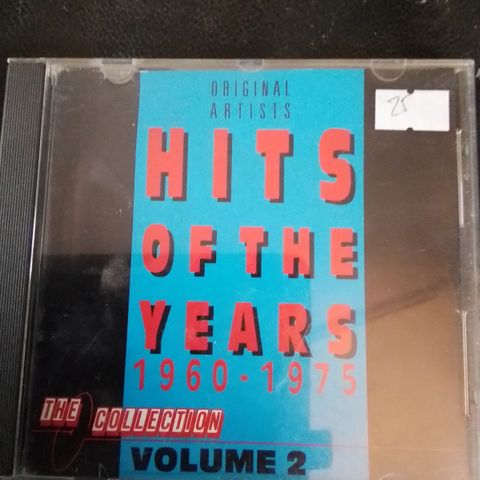 ORIGINAL
ARTISTS
25
HITS
OF THE
YEARS
1960-1975
THE COLLECTION
VOLUME 2